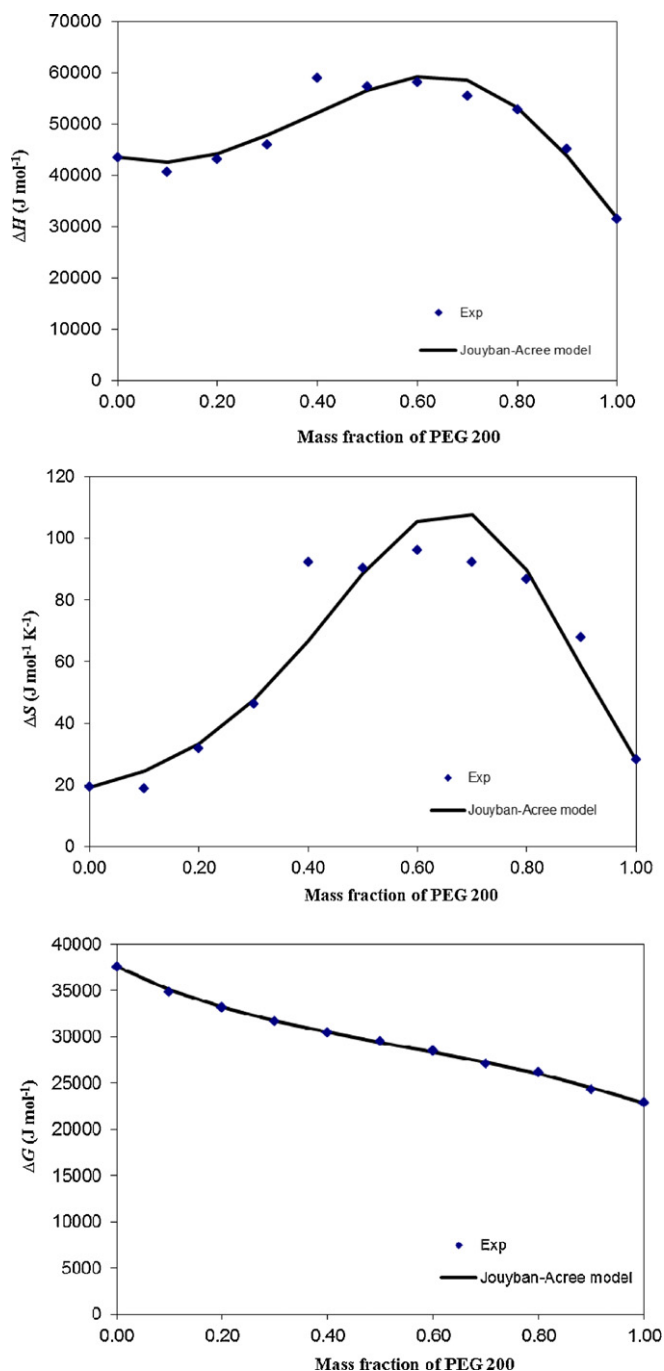 70000
60000
50000
40000
30000
20000
10000
0
ΔH (J mol-1)
Exp
Jouyban-Acree model
0.00 0.20 0.40 0.60 0.80 1.00
Mass fraction of PEG 200
120
100
80
60
40
20
0
ΔS (J mol-1 K-1)
Exp
Jouyban-Acree model
0.00 0.20 0.40 0.60 0.80 1.00
Mass fraction of PEG 200
40000
35000
30000
25000
20000
15000
10000
5000
0
ΔG (J mol-1)
Exp
Jouyban-Acree model
0.00 0.20 0.40 0.60 0.80 1.00
Mass fraction of PEG 200